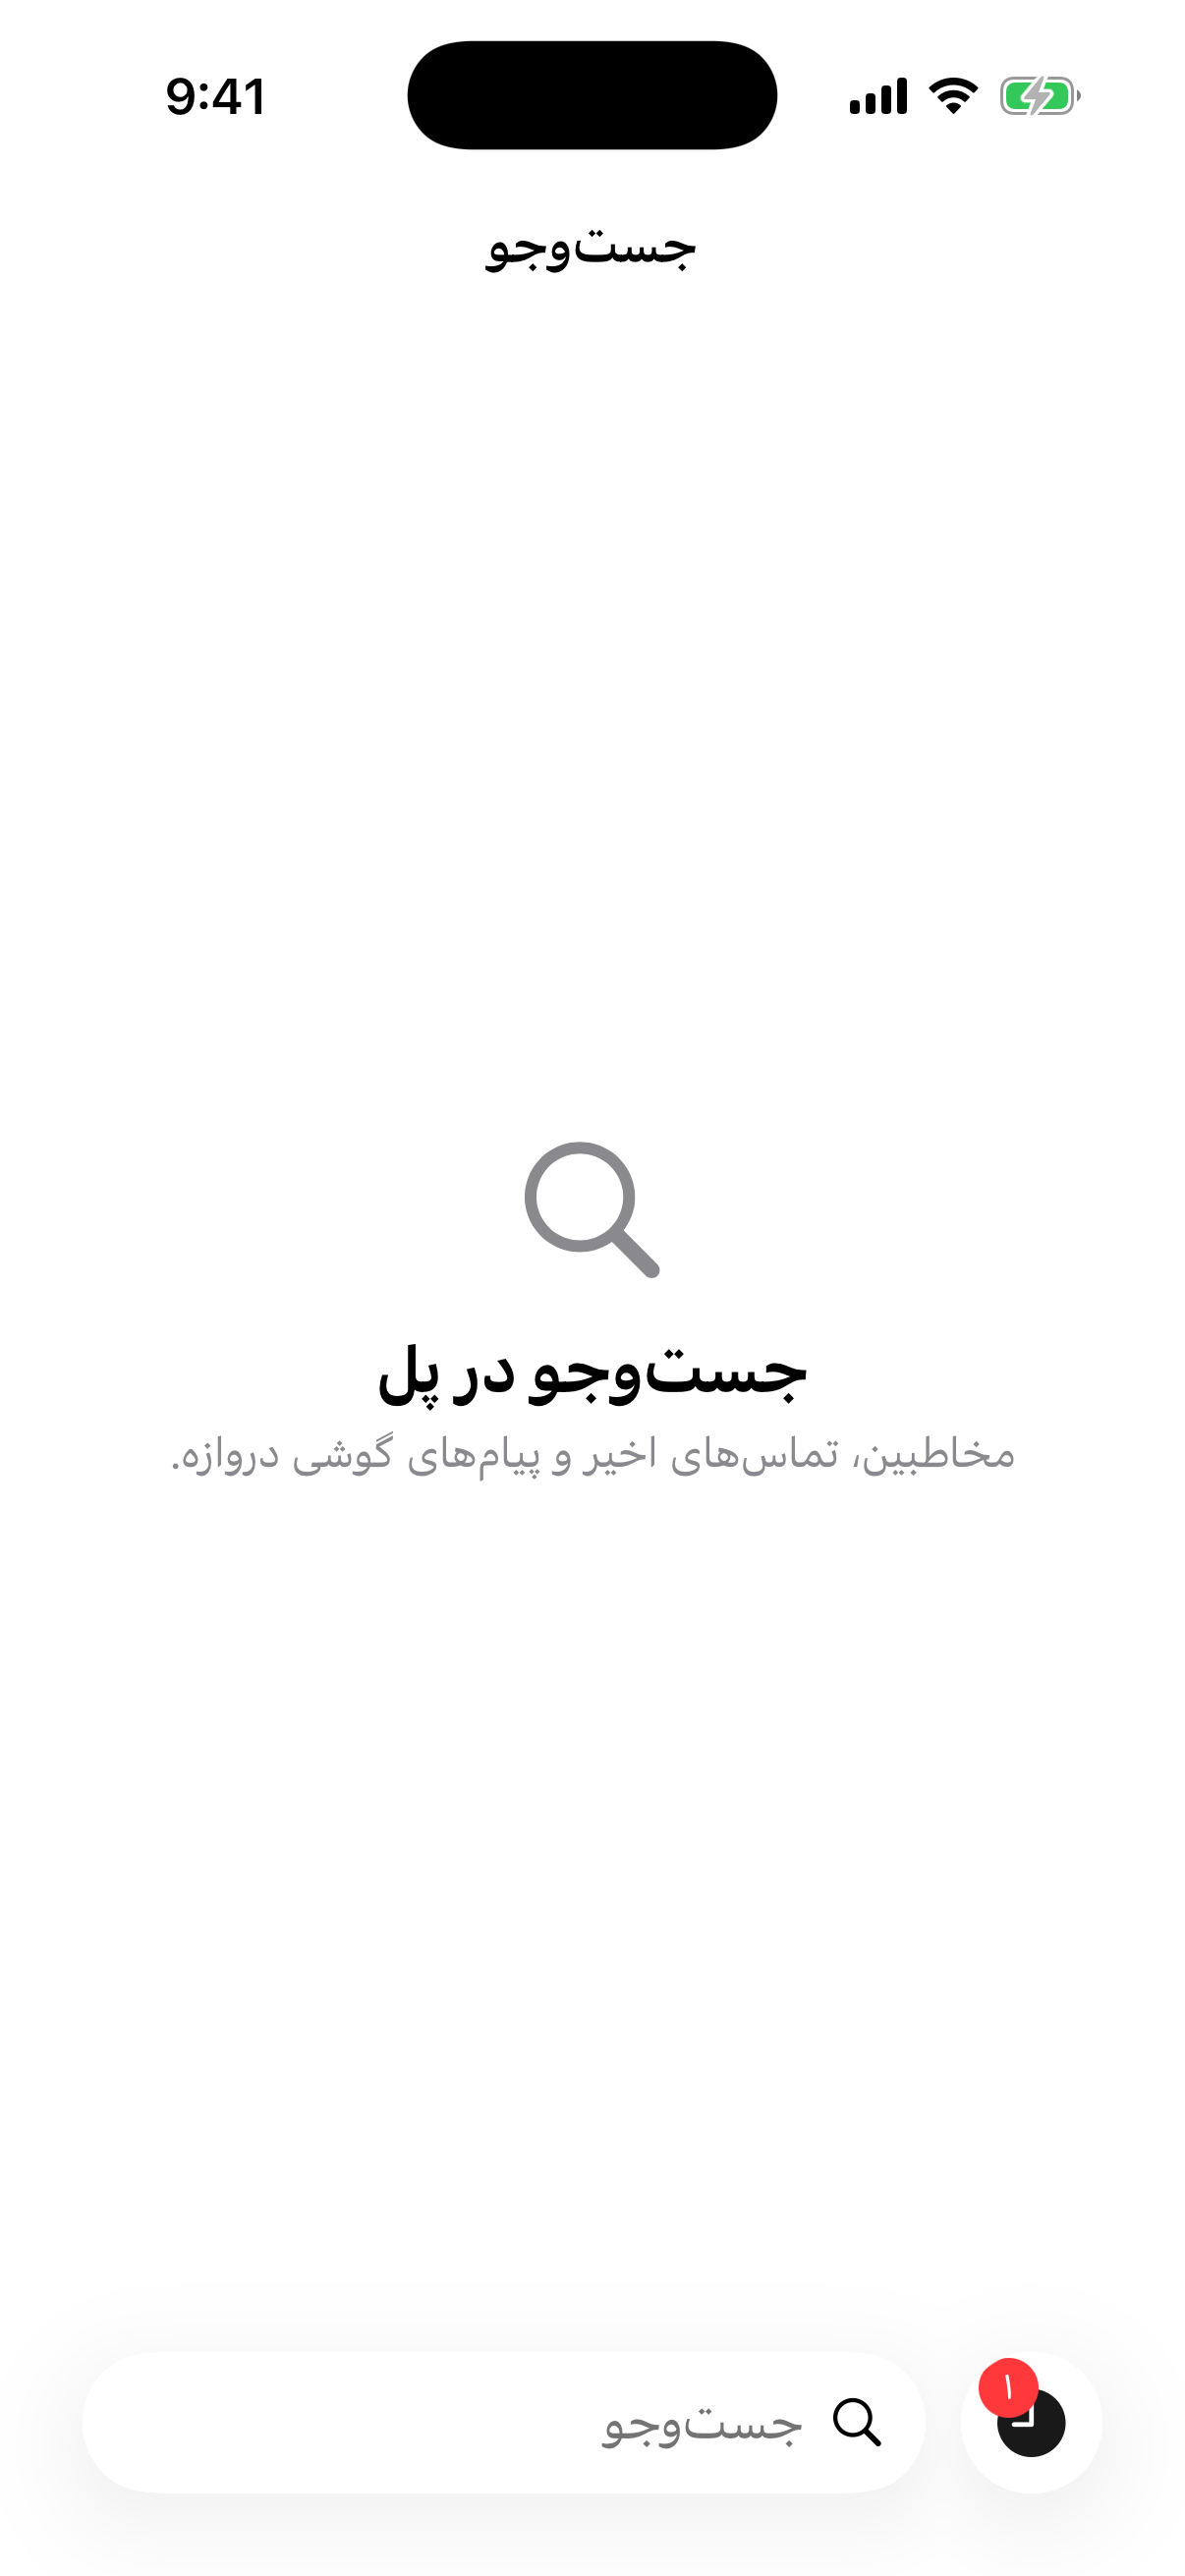 9:41
جست‌وجو
جست‌وجو در پل
مخاطبین، تماس‌های اخیر و پیام‌های گوشی دروازه.
۱
جست‌وجو